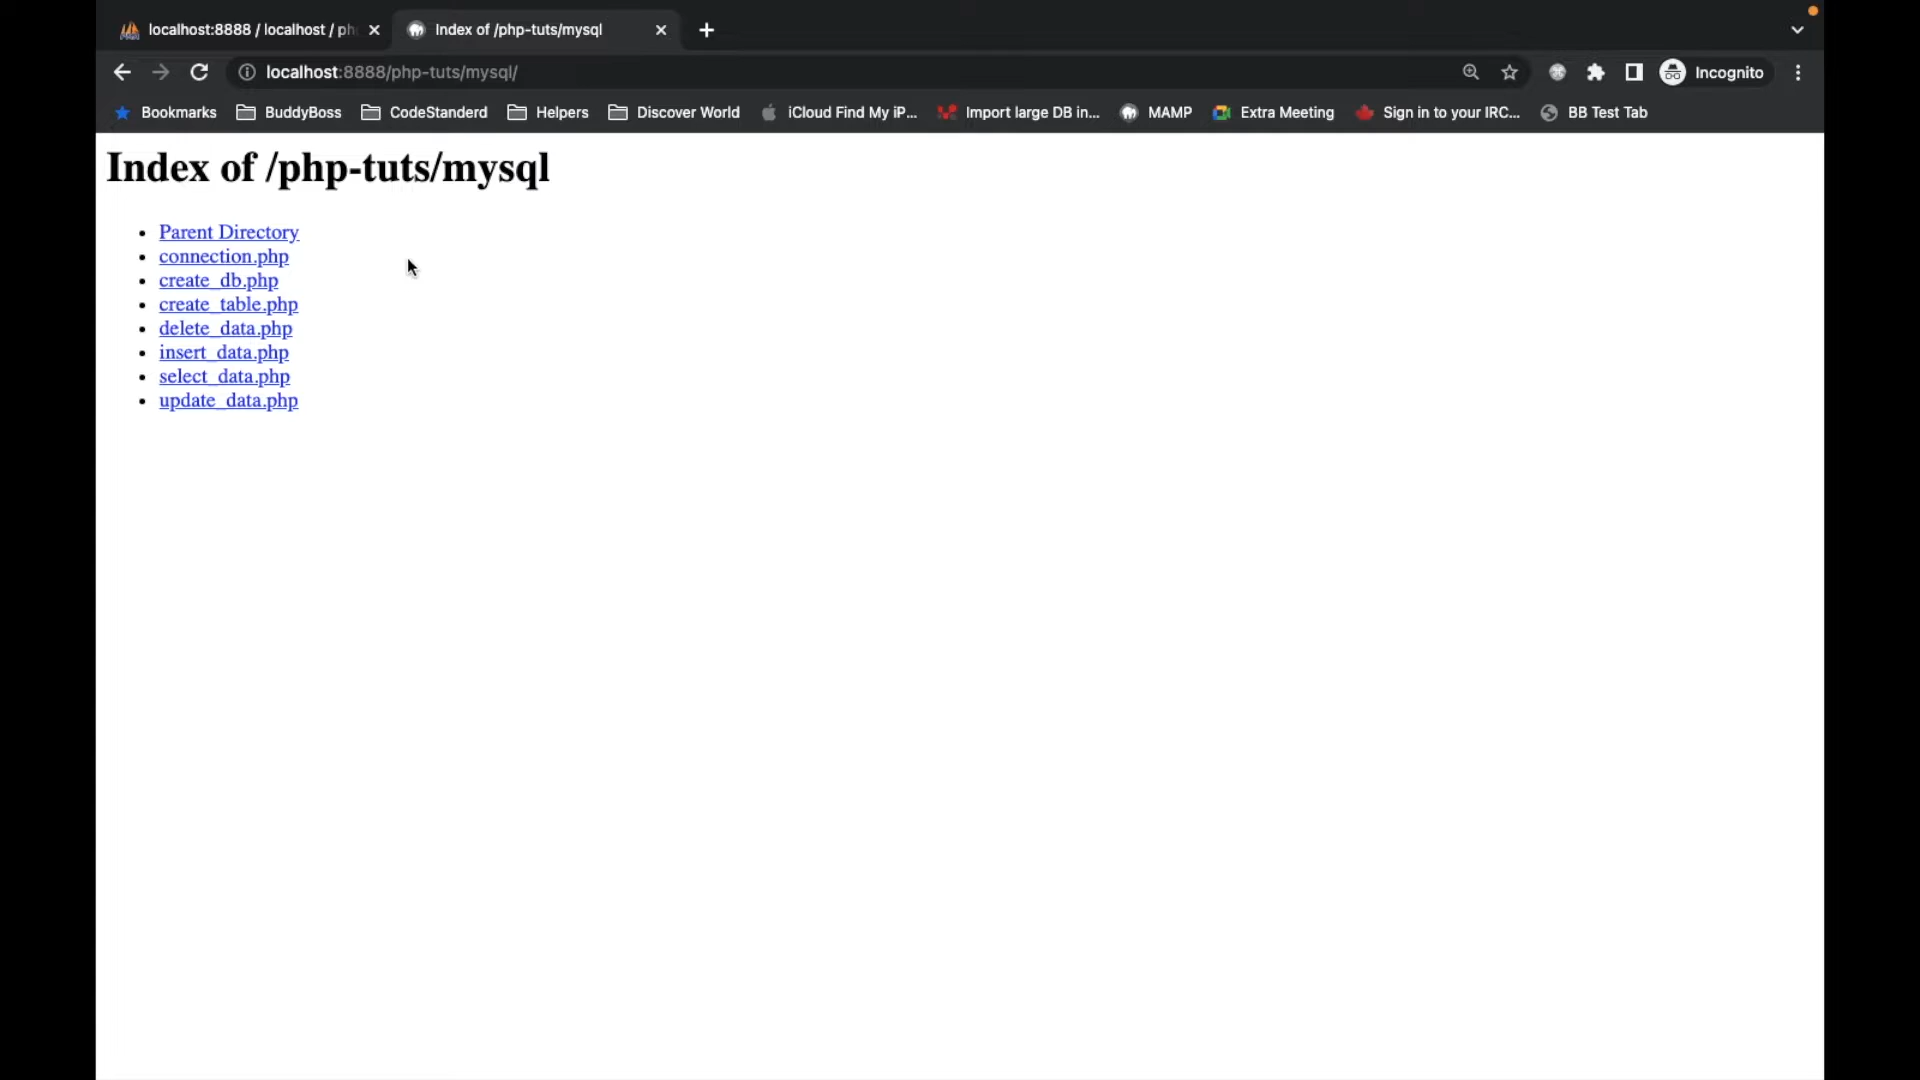 localhost:8888 / localhost / ph
Index of /php-tuts/mysql
localhost:8888/php-tuts/mysql/
Incognito
Bookmarks
BuddyBoss
CodeStanderd
Helpers
Discover World
iCloud Find My iP...
Import large DB in...
MAMP
Extra Meeting
Sign in to your IRC...
BB Test Tab
Index of /php-tuts/mysql
Parent Directory
connection.php
create_db.php
create_table.php
delete_data.php
insert_data.php
select_data.php
update_data.php